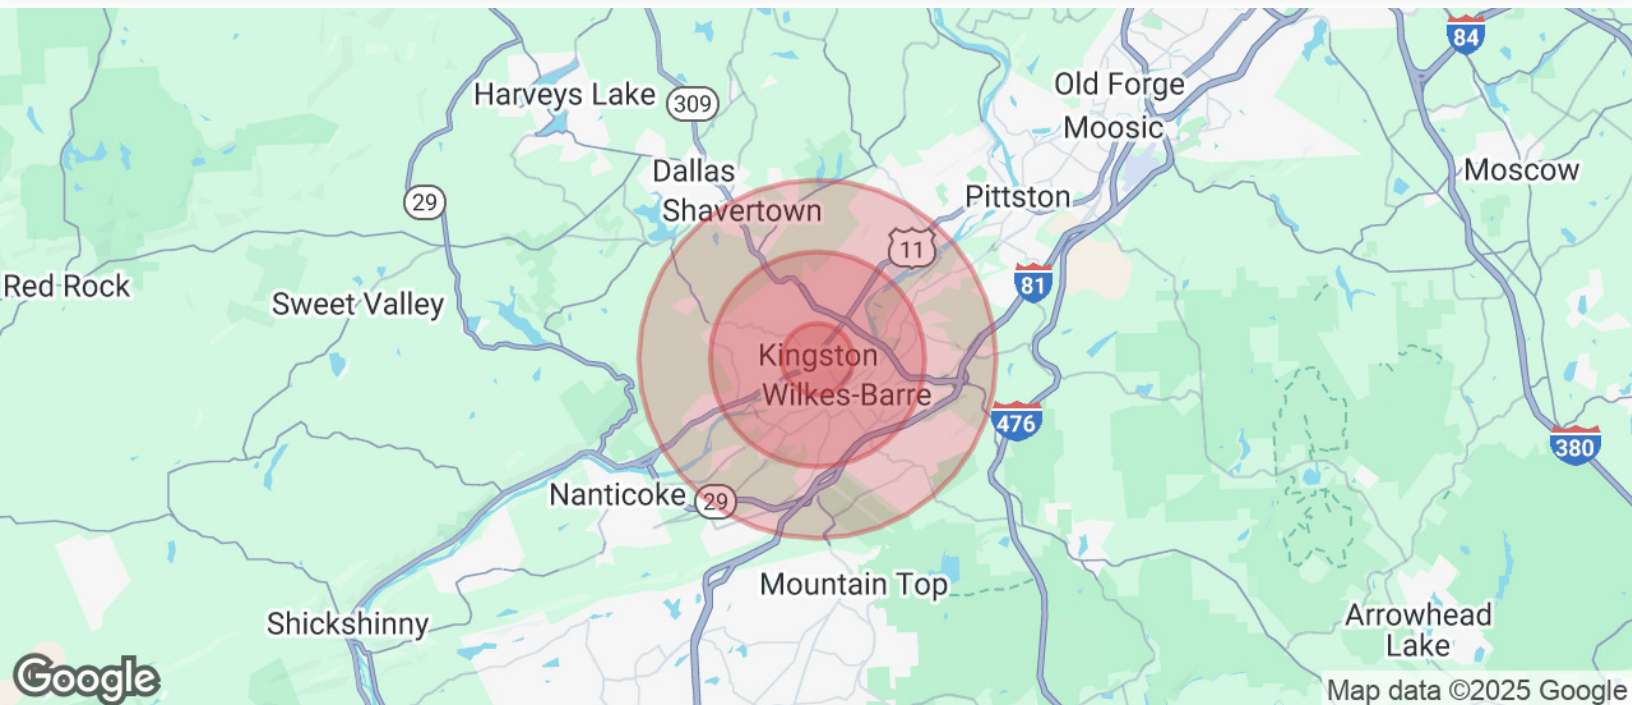 84
Harveys Lake
309
Old Forge
Moosic
Dallas
Moscow
29
Shavertown
Pittston
11
Red Rock
81
Sweet Valley
Kingston
Wilkes-Barre
476
380
Nanticoke
29
Mountain Top
Shickshinny
Arrowhead
Lake
Google
Map data ©2025 Google